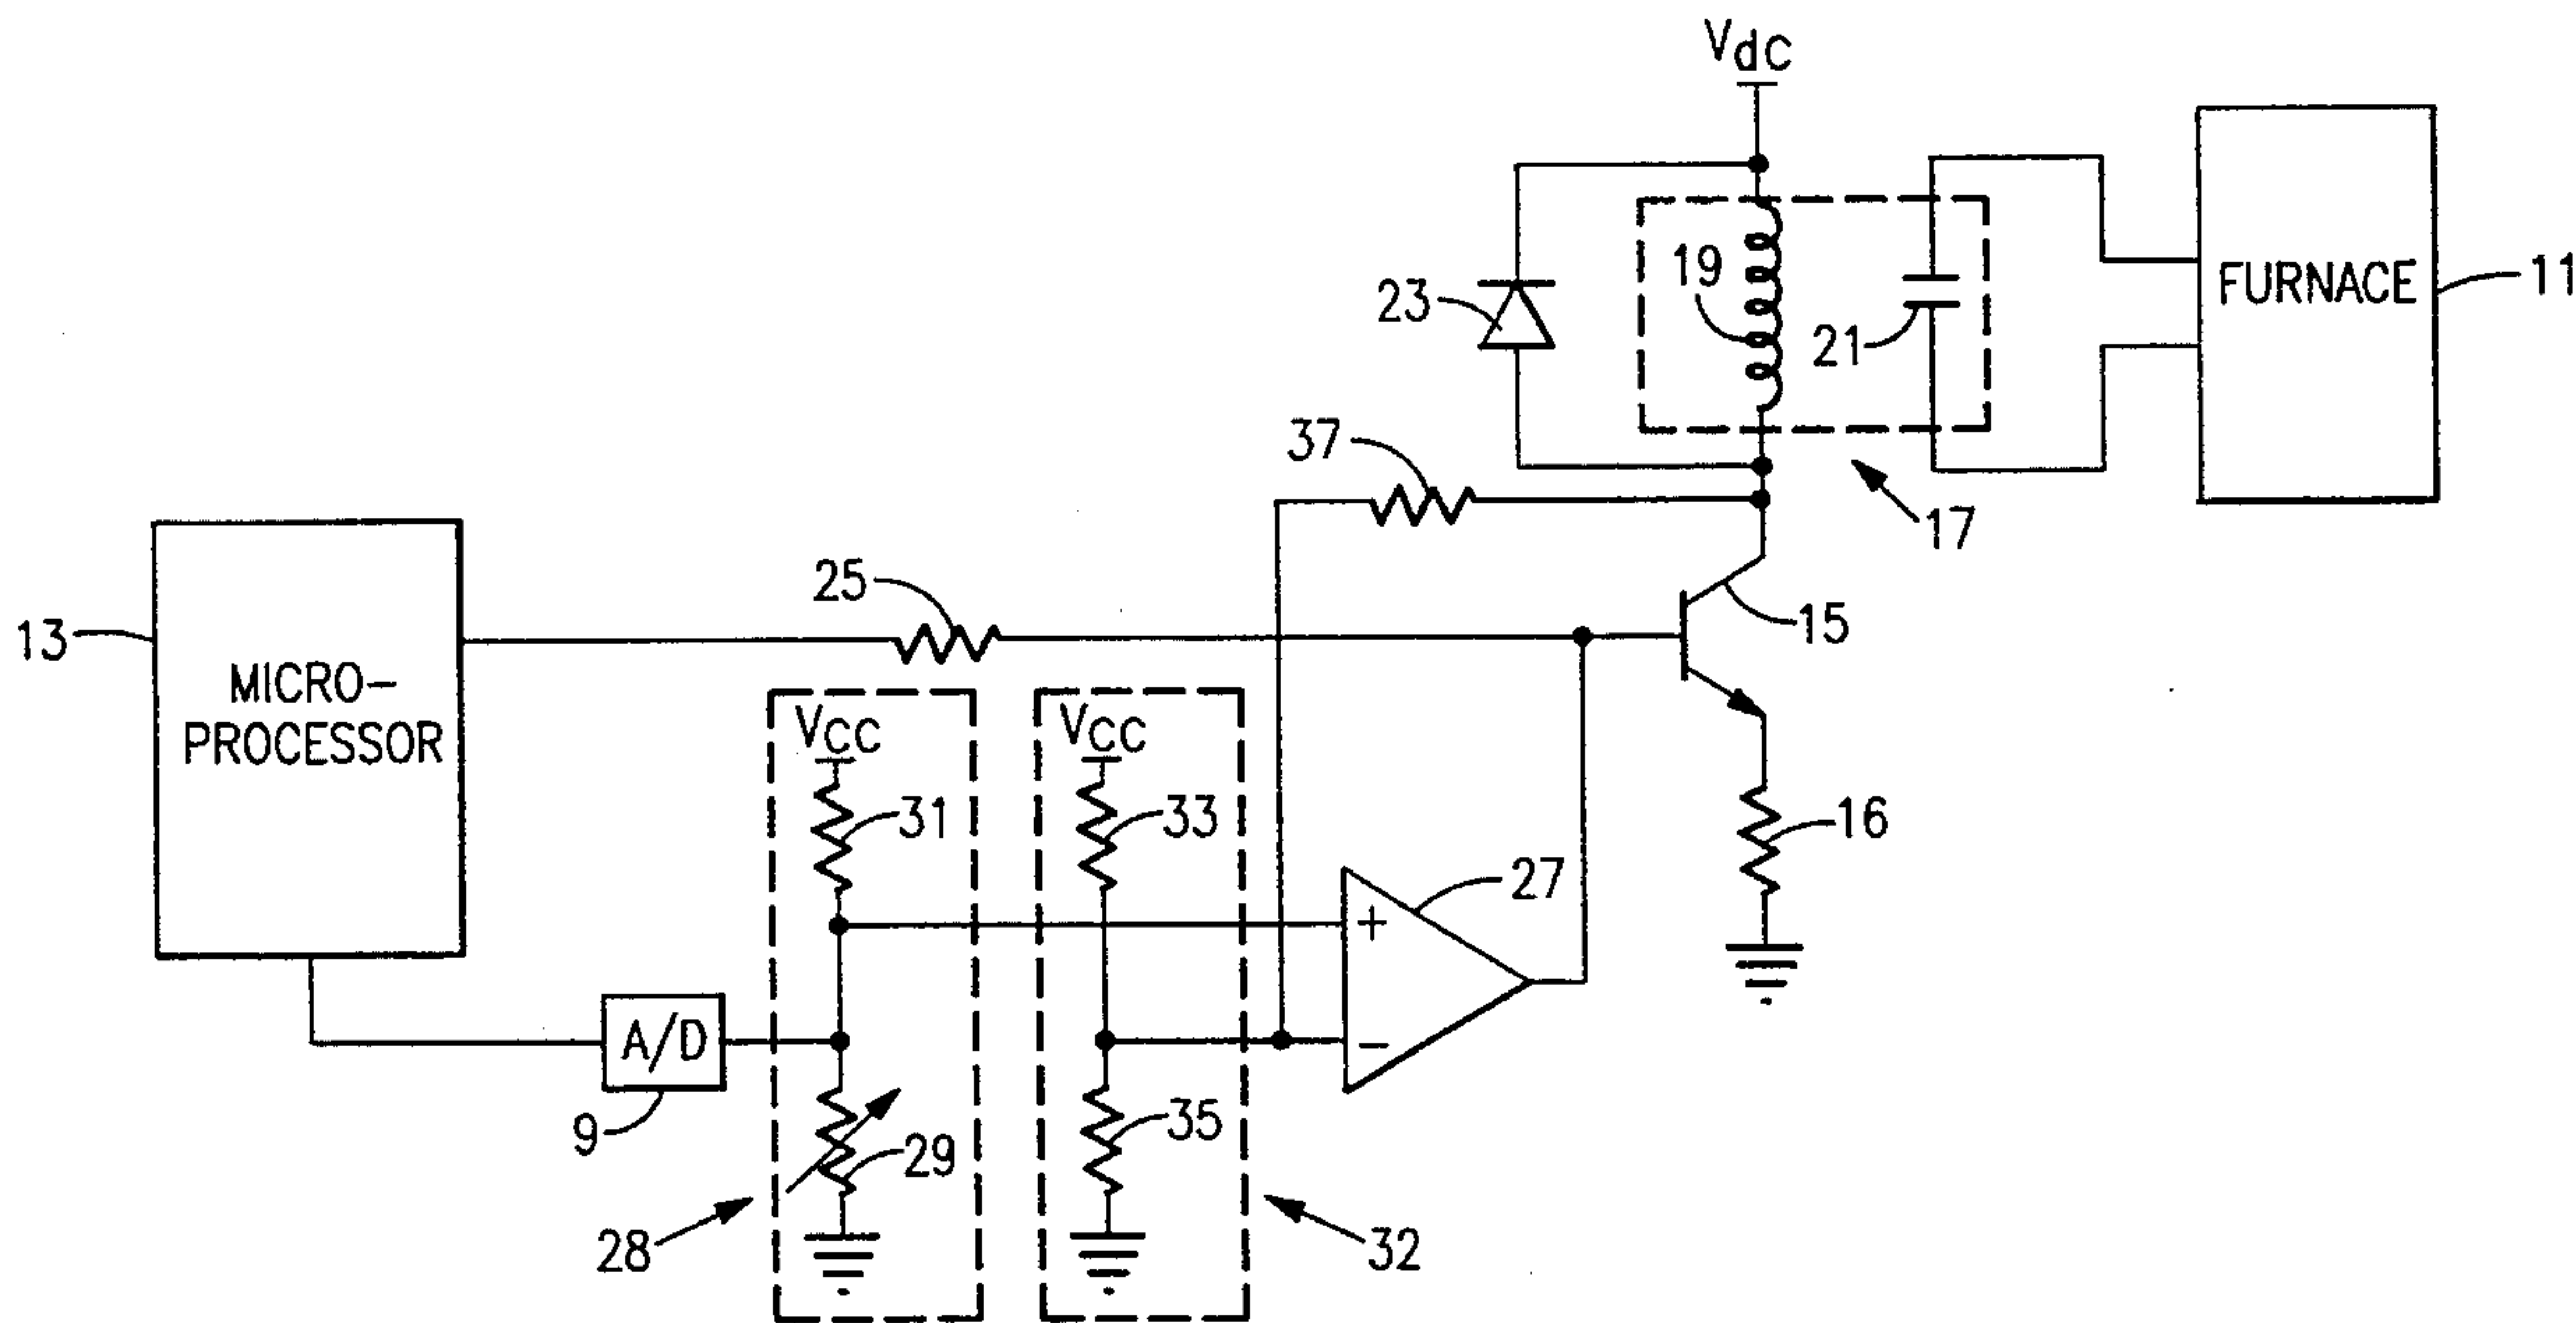 Vdc
19
23
21
FURNACE
11
37
17
25
15
13
MICRO-
PROCESSOR
VCC
VCC
31
33
16
27
+
A/D
−
9
29
35
28
32